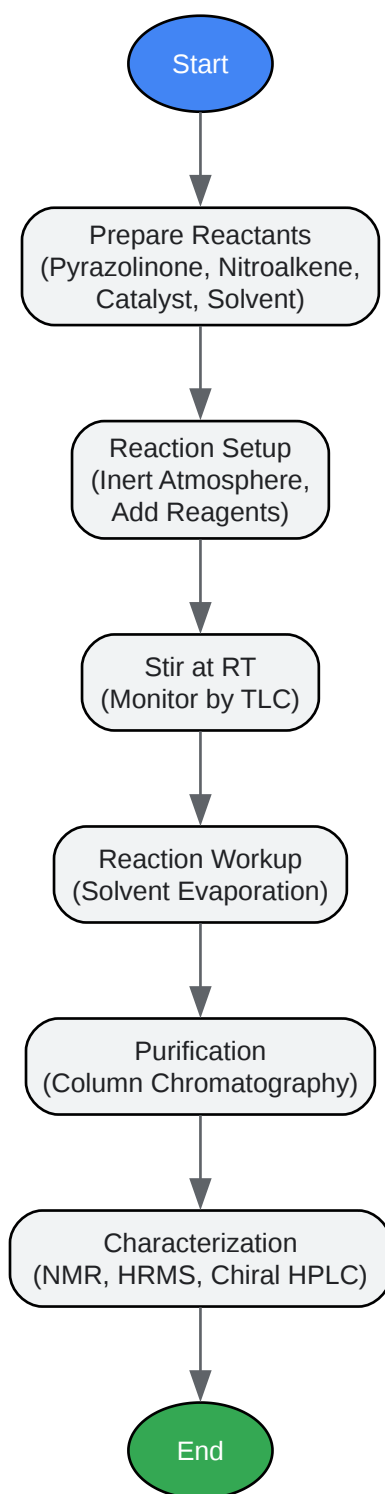 Start
Prepare Reactants
(Pyrazolinone, Nitroalkene,
Catalyst, Solvent)
Reaction Setup
(Inert Atmosphere,
Add Reagents)
Stir at RT
(Monitor by TLC)
Reaction Workup
(Solvent Evaporation)
Purification
(Column Chromatography)
Characterization
(NMR, HRMS, Chiral HPLC)
End